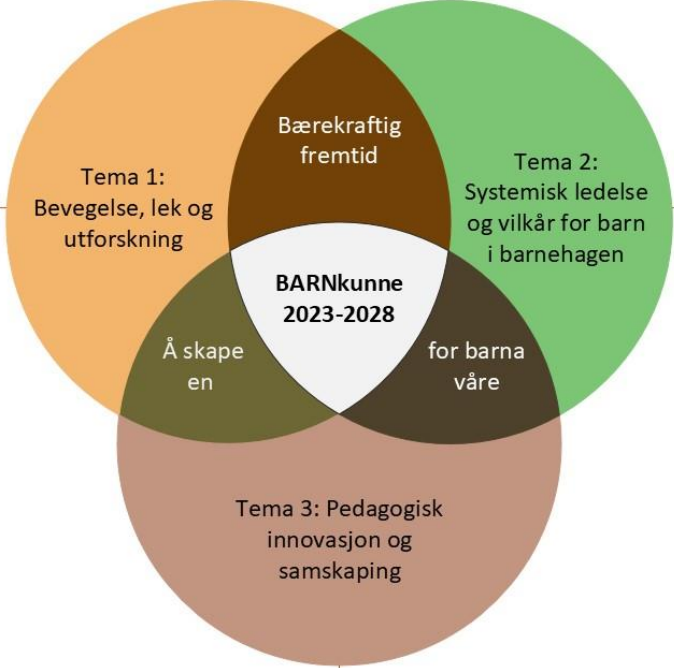 Bærekraftig
fremtid
Tema 1:
Bevegelse, lek og
utforskning
Tema 2:
Systemisk ledelse
og vilkår for barn
i barnehagen
BARNkunne
2023-2028
Å skape
en
for barna
våre
Tema 3: Pedagogisk
innovasjon og
samskaping